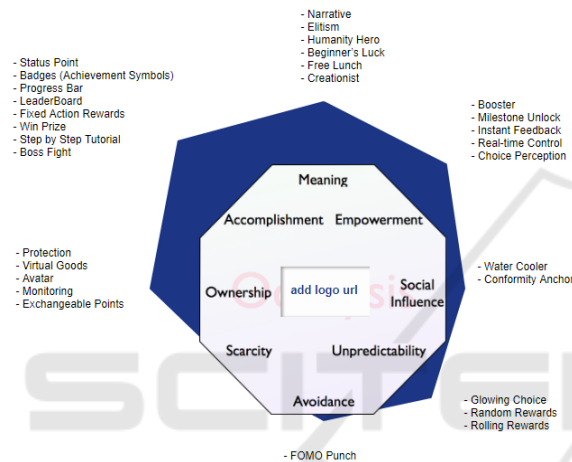 - Narrative
- Elitism
- Humanity Hero
- Beginner's Luck
- Free Lunch
- Creationist
- Status Point
- Badges (Achievement Symbols)
- Progress Bar
- LeaderBoard
- Fixed Action Rewards
- Win Prize
- Step by Step Tutorial
- Boss Fight
- Booster
- Milestone Unlock
- Instant Feedback
- Real-time Control
- Choice Perception
Meaning
Accomplishment
Empowerment
- Protection
- Virtual Goods
- Avatar
- Monitoring
- Exchangeable Points
Ownership
add logo url
Social
Influence
- Water Cooler
- Conformity Anchor
Scarcity
Unpredictability
Avoidance
- Glowing Choice
- Random Rewards
- Rolling Rewards
- FOMO Punch